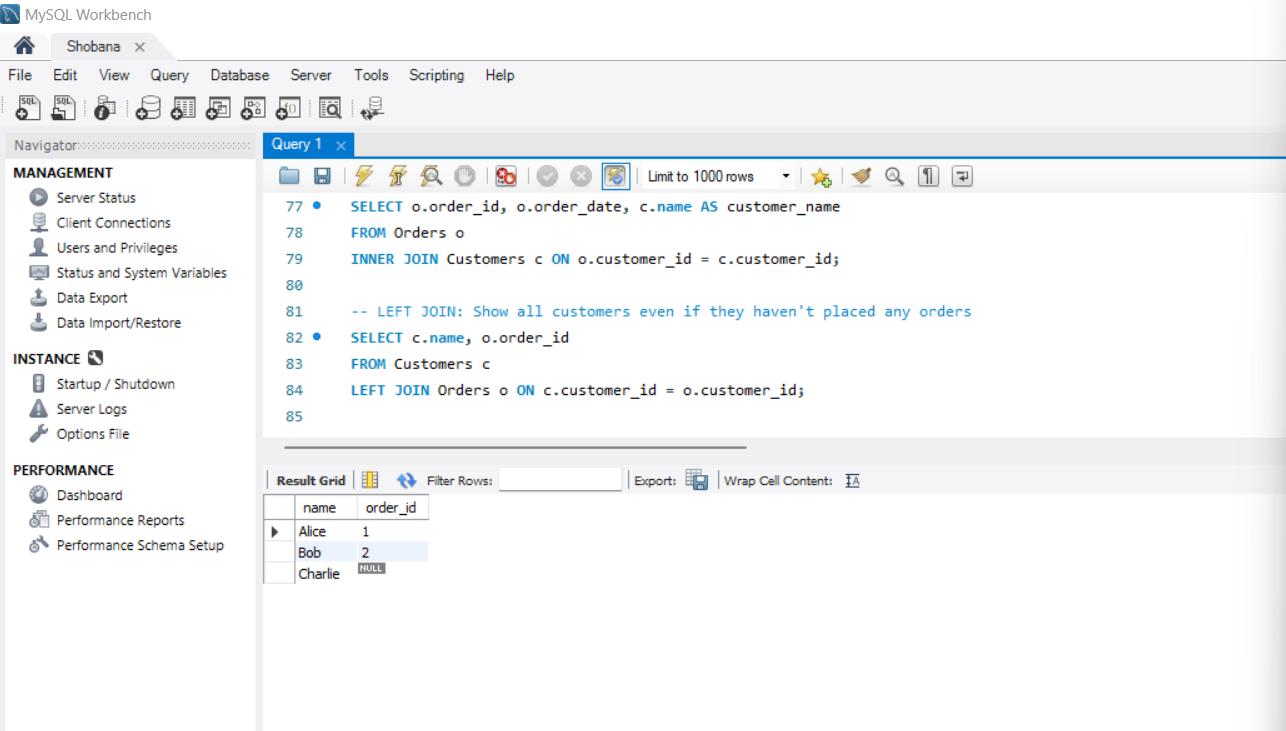 MySQL Workbench
Shobana
File Edit View Query Database Server Tools Scripting Help
Navigator
MANAGEMENT
Server Status
Client Connections
Users and Privileges
Status and System Variables
Data Export
Data Import/Restore
INSTANCE
Startup / Shutdown
Server Logs
Options File
PERFORMANCE
Dashboard
Performance Reports
Performance Schema Setup
Query 1
Limit to 1000 rows
77 SELECT o.order_id, o.order_date, c.name AS customer_name
78 FROM Orders o
79 INNER JOIN Customers c ON o.customer_id = c.customer_id;
80
81 -- LEFT JOIN: Show all customers even if they haven't placed any orders
82 SELECT c.name, o.order_id
83 FROM Customers c
84 LEFT JOIN Orders o ON c.customer_id = o.customer_id;
85
Result Grid Filter Rows: Export: Wrap Cell Content: IA
name order_id
Alice 1
Bob 2
Charlie NULL